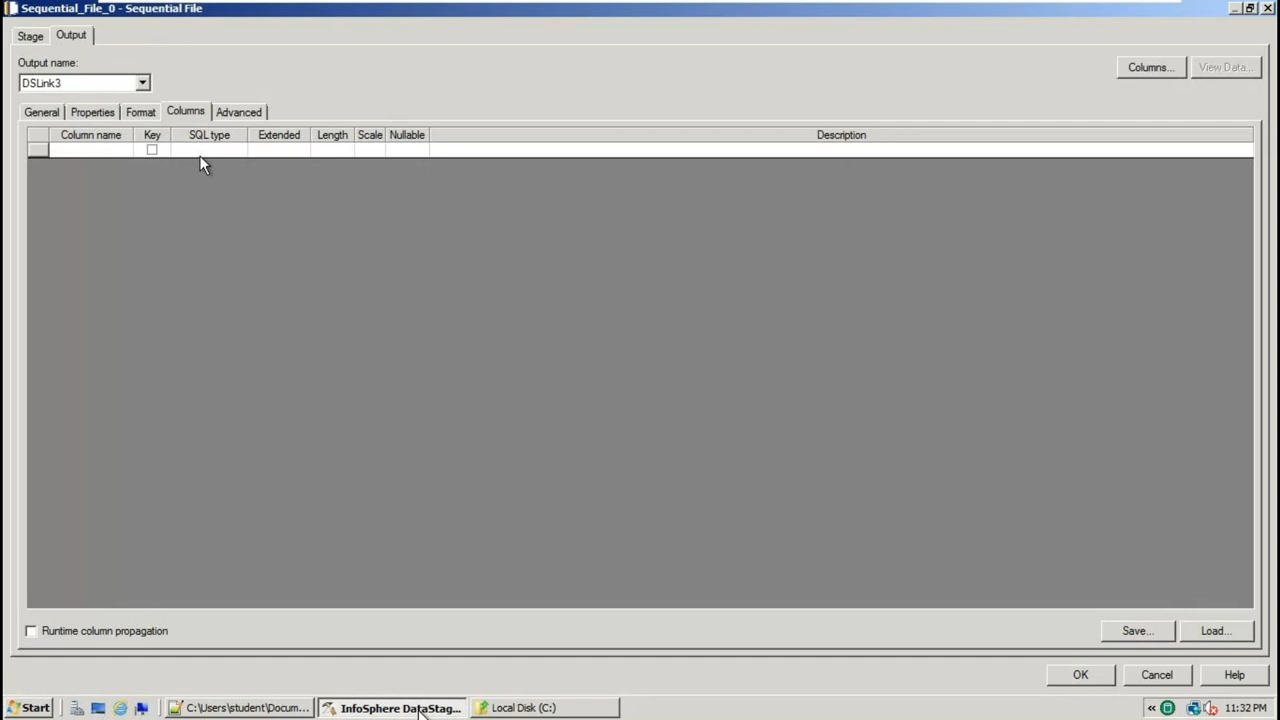 Sequential_File_0 - Sequential File
Stage Output
Output name:
DSLink3
Columns... View Data...
General Properties Format Columns Advanced
Column name Key SQL type Extended Length Scale Nullable Description
Runtime column propagation
Save... Load...
OK Cancel Help
Start C:\Users\student\Docum... InfoSphere DataStag... Local Disk (C:) « 11:32 PM